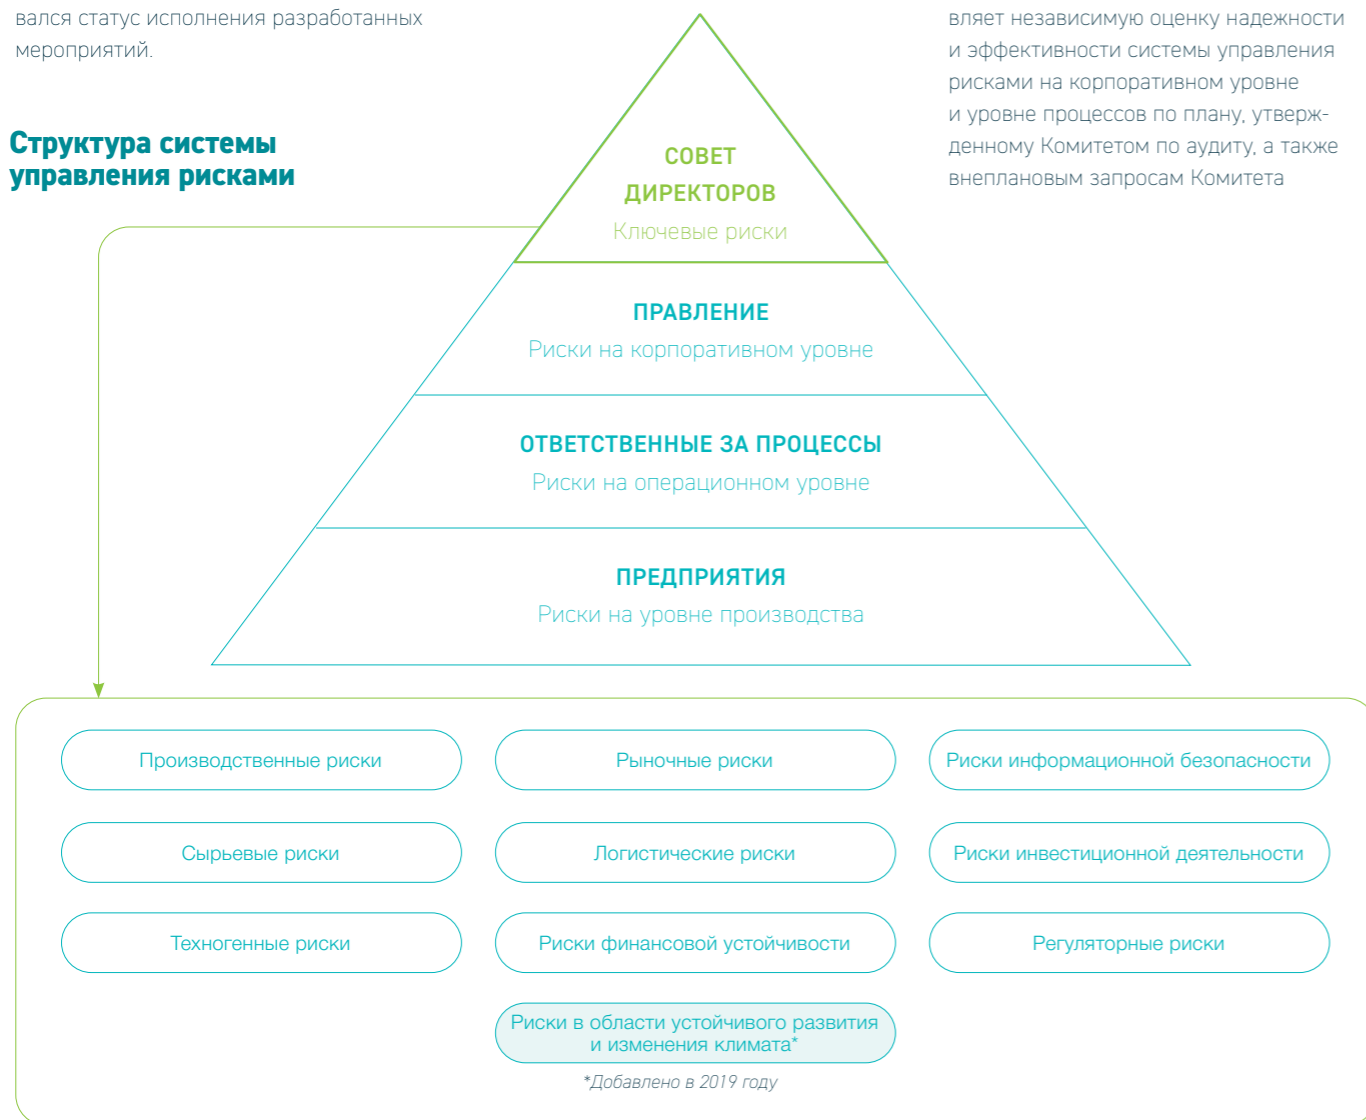 вался статус исполнения разработанных
мероприятий.
Структура системы
управления рисками
вляет независимую оценку надежности
и эффективности системы управления
рисками на корпоративном уровне
и уровне процессов по плану, утверж-
денному Комитетом по аудиту, а также
внеплановым запросам Комитета
СОВЕТ
ДИРЕКТОРОВ
Ключевые риски
ПРАВЛЕНИЕ
Риски на корпоративном уровне
ОТВЕТСТВЕННЫЕ ЗА ПРОЦЕССЫ
Риски на операционном уровне
ПРЕДПРИЯТИЯ
Риски на уровне производства
Производственные риски
Рыночные риски
Риски информационной безопасности
Сырьевые риски
Логистические риски
Риски инвестиционной деятельности
Техногенные риски
Риски финансовой устойчивости
Регуляторные риски
Риски в области устойчивого развития
и изменения климата*
*Добавлено в 2019 году